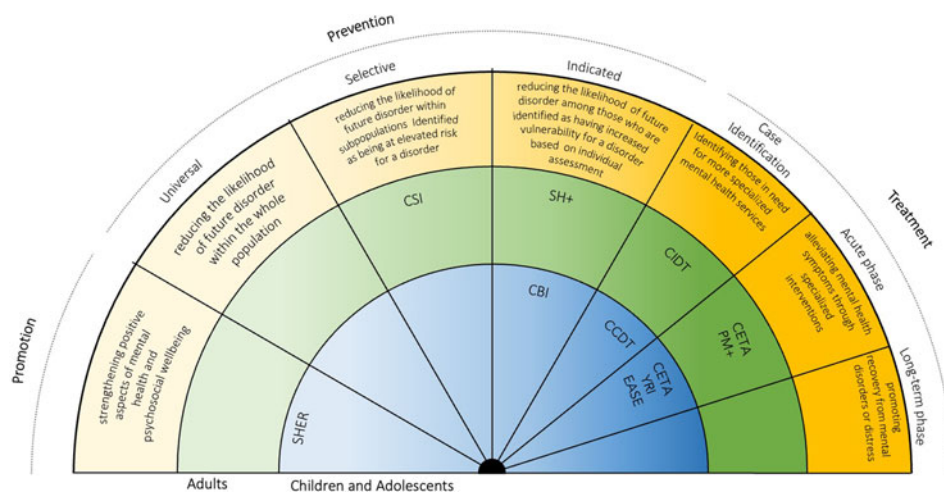 Prevention
Promotion
Treatment
Universal
Selective
Indicated
Case
Identification
Acute phase
Long-term phase
strengthening positive
aspects of mental
health and
psychosocial wellbeing
reducing the likelihood
of future disorder
within the whole
population
reducing the likelihood of
future disorder within
subpopulations Identified
as being at elevated risk
for a disorder
reducing the likelihood of future
disorder among those who are
identified as having increased
vulnerability for a disorder
based on individual
assessment
Identifying those in need
for more specialized
mental health services
alleviating mental health
symptoms through
specialized
interventions
promoting
recovery from mental
disorders or distress
CSI
SH+
CIDT
CETA
PM+
SHER
CBI
CCDT
CETA
YRI
EASE
Adults
Children and Adolescents